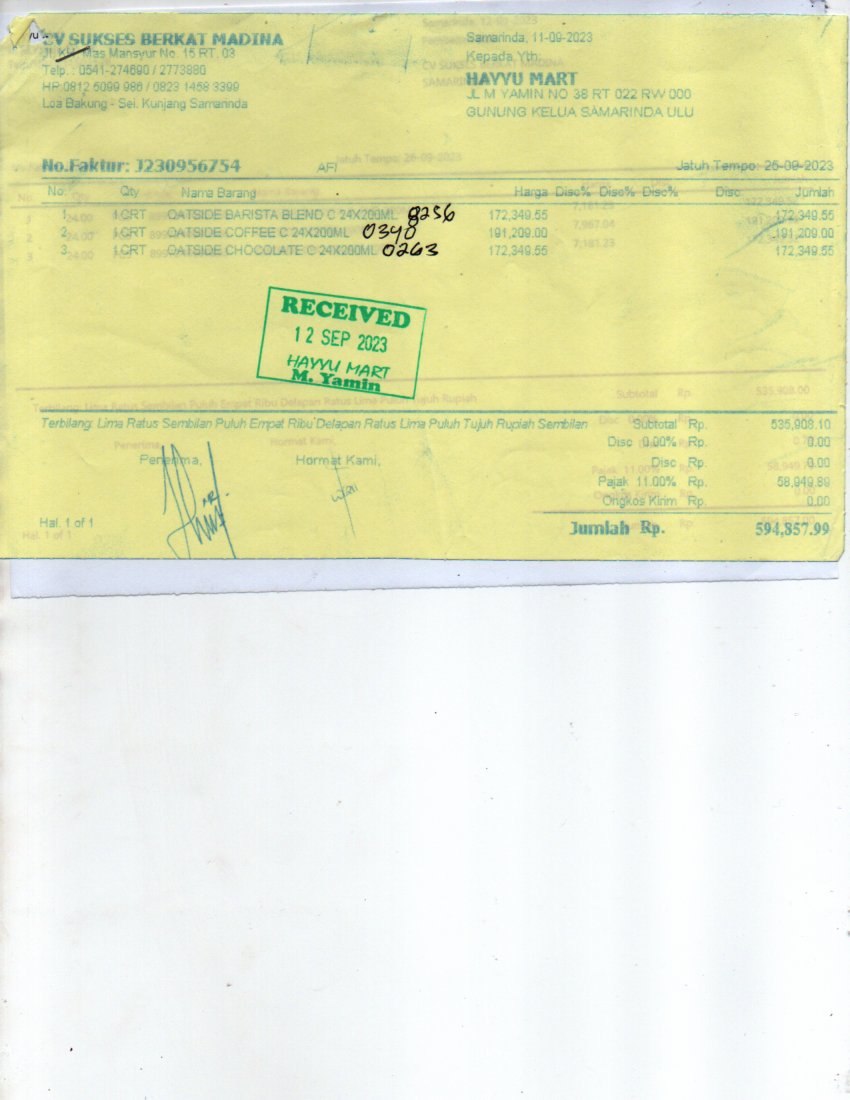 CV SUKSES BERKAT MADINA
Jl. KH. Mas Mansyur No. 15 RT. 03
Telp. : 0541-274690 / 2773880
HP.0812 5099 986 / 0823 1458 3399
Loa Bakung - Sei. Kunjang Samarinda
Samarinda, 11-09-2023
Kepada Yth.
HAYYU MART
JL M YAMIN NO 38 RT 022 RW 000
GUNUNG KELUA SAMARINDA ULU
No.Faktur: J230956754 AFI Jatuh Tempo: 25-09-2023
No. Qty Nama Barang Harga Disc% Disc% Disc% Disc Jumlah
1 1 CRT OATSIDE BARISTA BLEND C 24X200ML 8236 172,349.55 172,349.55
2 1 CRT OATSIDE COFFEE C 24X200ML 0340 191,209.00 191,209.00
3 1 CRT OATSIDE CHOCOLATE C 24X200ML 0263 172,349.55 172,349.55
RECEIVED
12 SEP 2023
HAYYU MART
M. Yamin
Terbilang: Lima Ratus Sembilan Puluh Empat Ribu Delapan Ratus Lima Puluh Tujuh Rupiah Sembilan
Subtotal Rp. 535,908.10
Disc 0.00% Rp. 0.00
Disc Rp. 0.00
Pajak 11.00% Rp. 58,949.89
Ongkos Kirim Rp. 0.00
Jumlah Rp. 594,857.99
Penerima, Hormat Kami,
Hal. 1 of 1